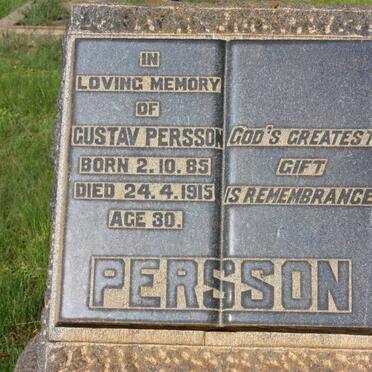 IN
LOVING MEMORY
OF
GUSTAV PERSSON
BORN 2.10.85
DIED 24.4.1915
AGE 30.
GOD'S GREATEST
GIFT
IS REMEMBRANCE
PERSSON